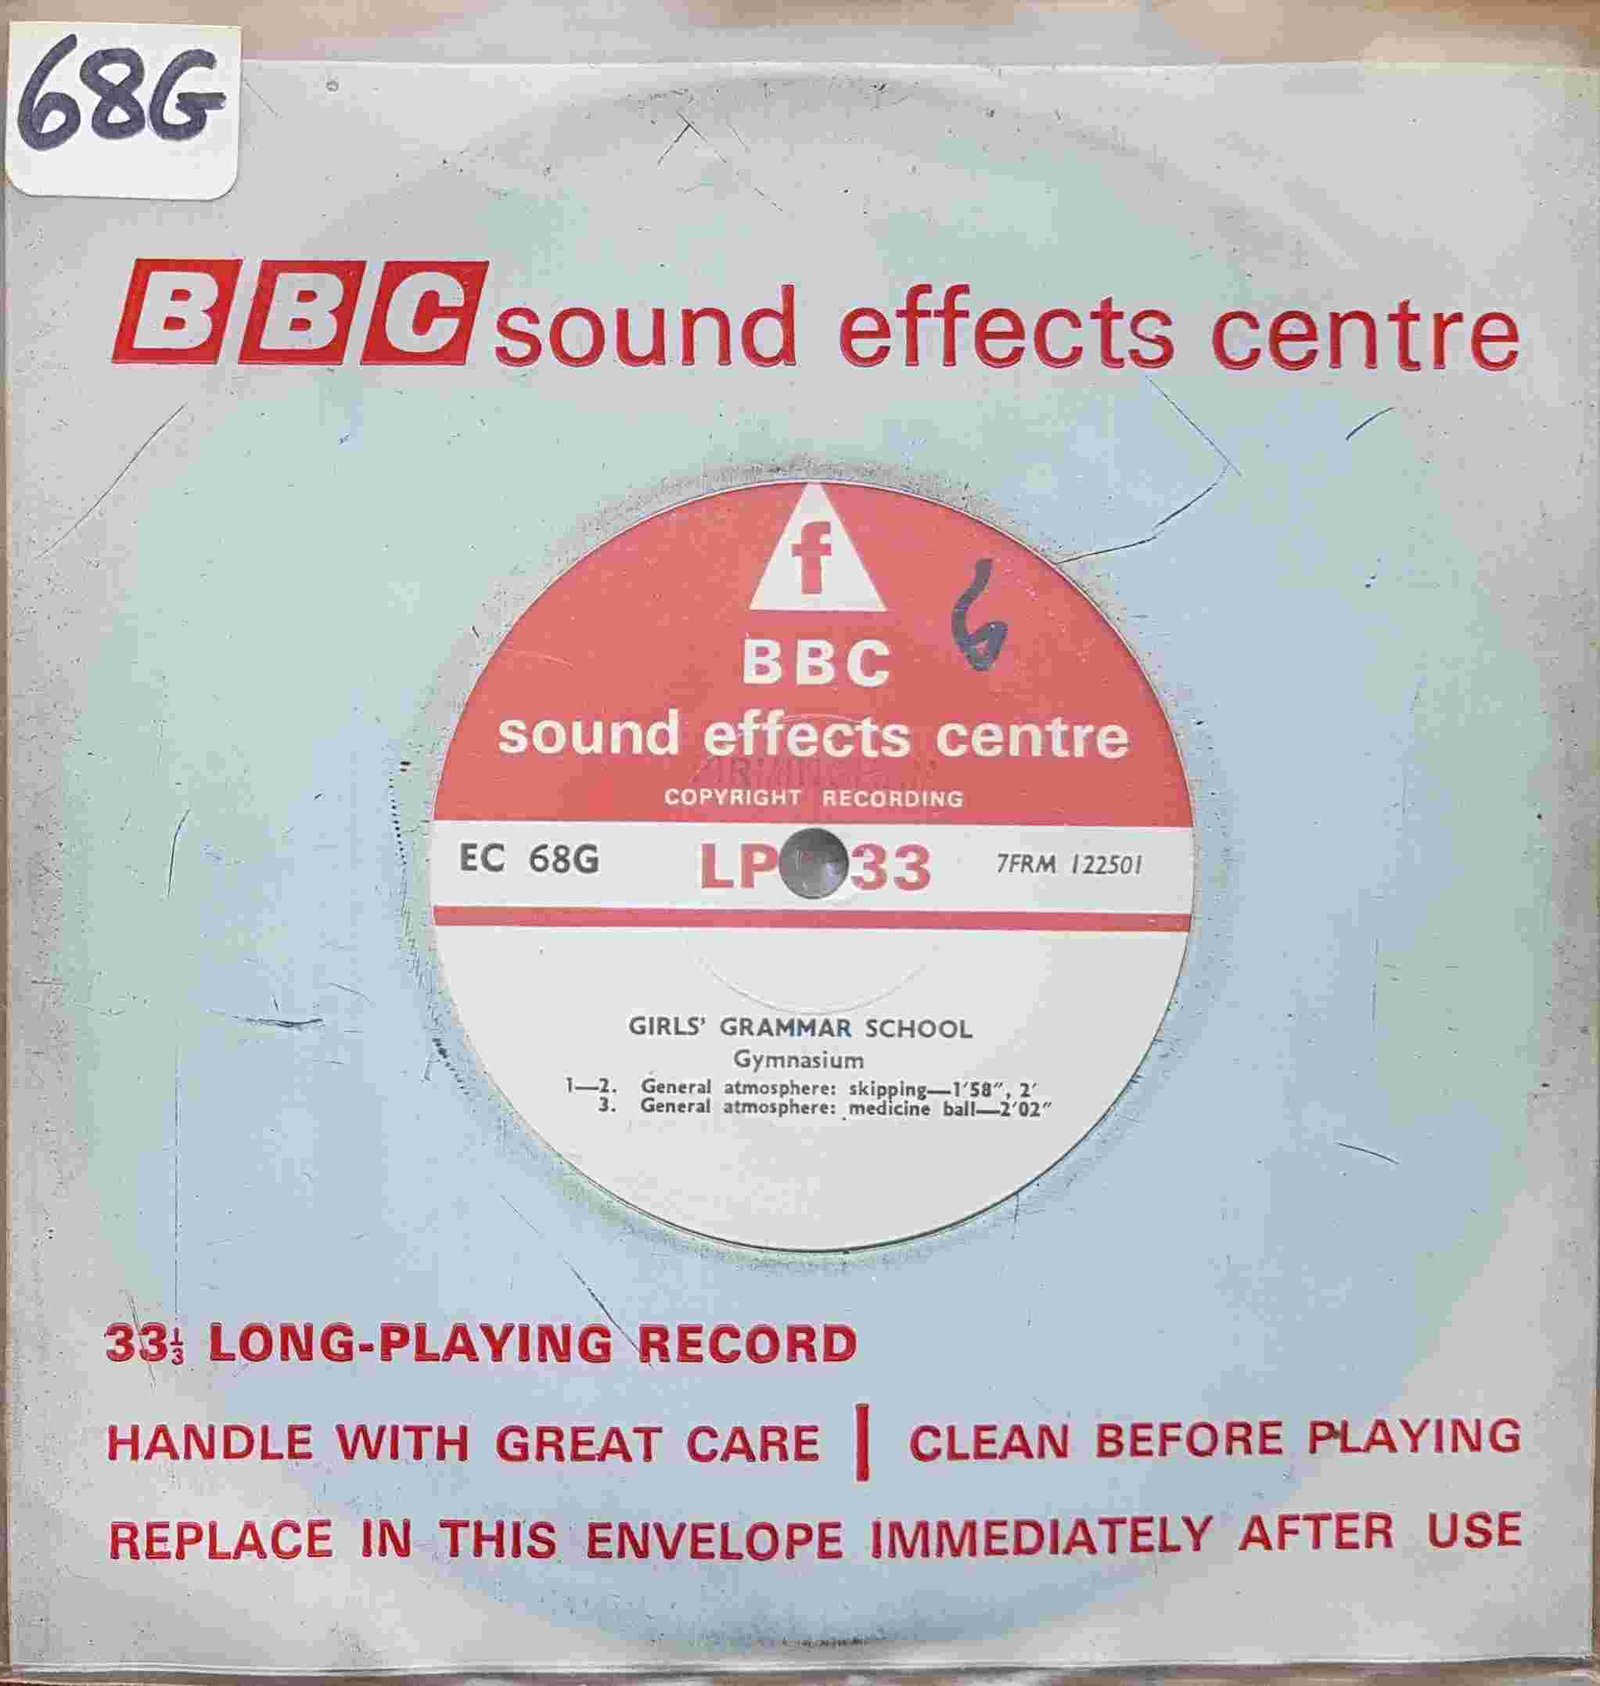 68G
BBC sound effects centre
f
6
BBC
sound effects centre
COPYRIGHT RECORDING
EC 68G LP 33 7FRM 122501
GIRLS' GRAMMAR SCHOOL
Gymnasium
1—2. General atmosphere: skipping—1′58″, 2′
3. General atmosphere: medicine ball—2′02″
33⅓ LONG-PLAYING RECORD
HANDLE WITH GREAT CARE | CLEAN BEFORE PLAYING
REPLACE IN THIS ENVELOPE IMMEDIATELY AFTER USE